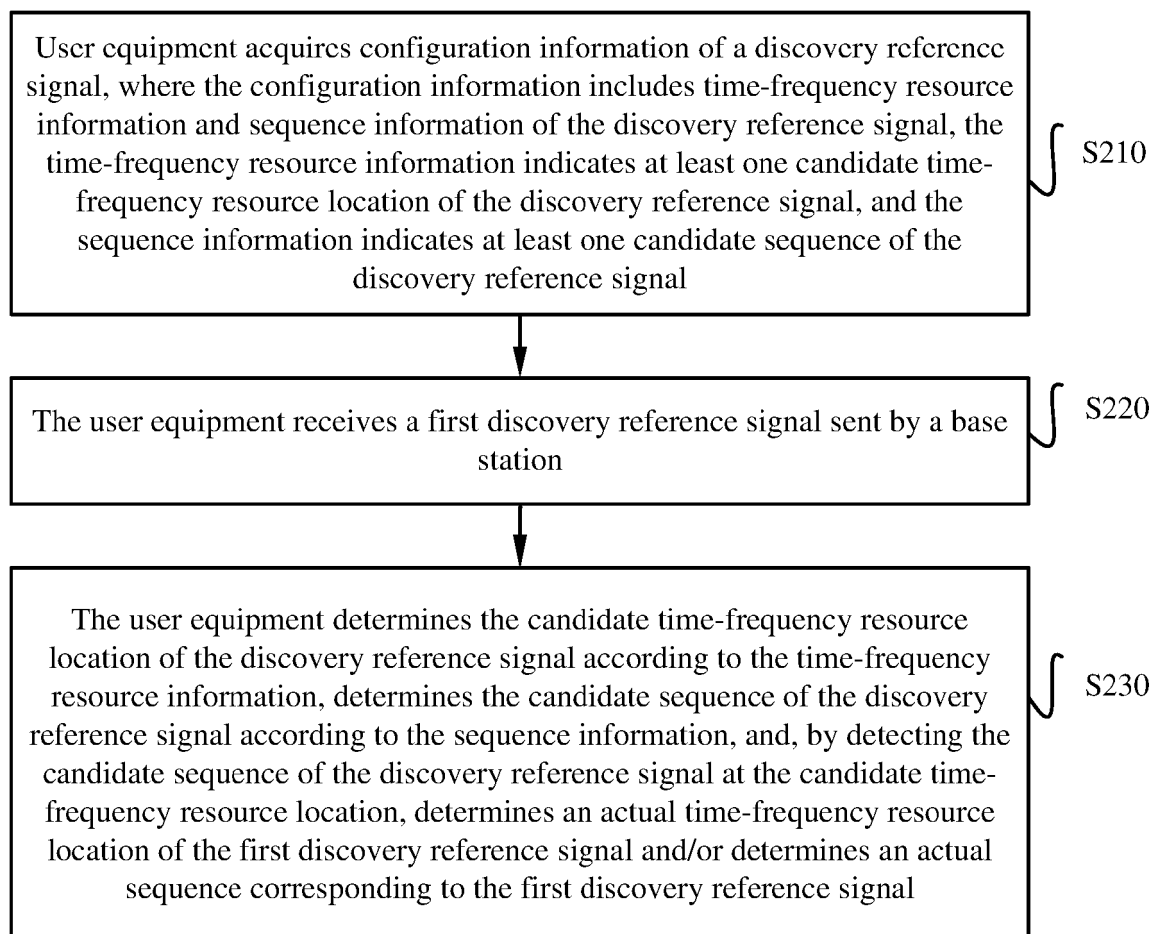 User equipment acquires configuration information of a discovery reference
signal, where the configuration information includes time-frequency resource
information and sequence information of the discovery reference signal, the
time-frequency resource information indicates at least one candidate time-
frequency resource location of the discovery reference signal, and the
sequence information indicates at least one candidate sequence of the
discovery reference signal
S210
The user equipment receives a first discovery reference signal sent by a base
station
S220
The user equipment determines the candidate time-frequency resource
location of the discovery reference signal according to the time-frequency
resource information, determines the candidate sequence of the discovery
reference signal according to the sequence information, and, by detecting the
candidate sequence of the discovery reference signal at the candidate time-
frequency resource location, determines an actual time-frequency resource
location of the first discovery reference signal and/or determines an actual
sequence corresponding to the first discovery reference signal
S230